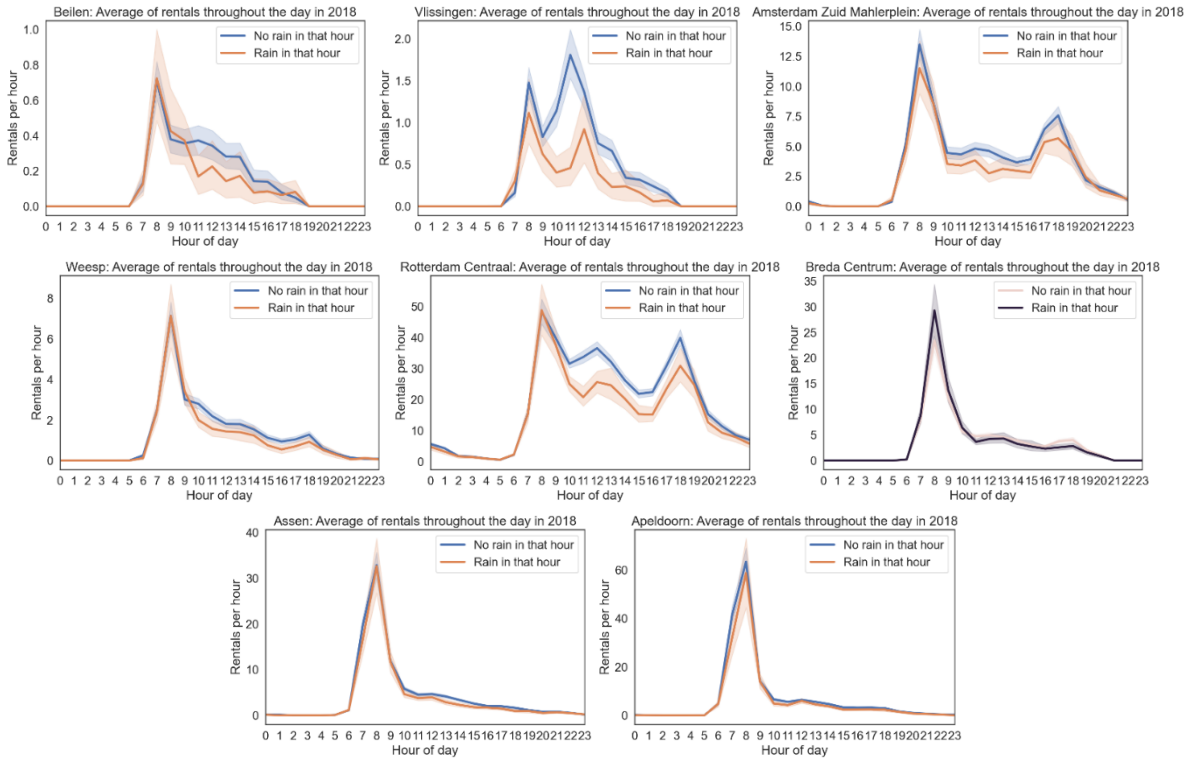 Beilen: Average of rentals throughout the day in 2018
1.0
0.8
0.6
0.4
0.2
0.0
Rentals per hour
No rain in that hour
Rain in that hour
0 1 2 3 4 5 6 7 8 9 10 11 12 13 14 15 16 17 18 19 20 21 22 23
Hour of day
Vlissingen: Average of rentals throughout the day in 2018
2.0
1.5
1.0
0.5
0.0
Rentals per hour
No rain in that hour
Rain in that hour
0 1 2 3 4 5 6 7 8 9 10 11 12 13 14 15 16 17 18 19 20 21 22 23
Hour of day
Amsterdam Zuid Mahlerplein: Average of rentals throughout the day in 2018
15.0
12.5
10.0
7.5
5.0
2.5
0.0
Rentals per hour
No rain in that hour
Rain in that hour
0 1 2 3 4 5 6 7 8 9 10 11 12 13 14 15 16 17 18 19 20 21 22 23
Hour of day
Weesp: Average of rentals throughout the day in 2018
8
6
4
2
0
Rentals per hour
No rain in that hour
Rain in that hour
0 1 2 3 4 5 6 7 8 9 10 11 12 13 14 15 16 17 18 19 20 21 22 23
Hour of day
Rotterdam Centraal: Average of rentals throughout the day in 2018
50
40
30
20
10
0
Rentals per hour
No rain in that hour
Rain in that hour
0 1 2 3 4 5 6 7 8 9 10 11 12 13 14 15 16 17 18 19 20 21 22 23
Hour of day
Breda Centrum: Average of rentals throughout the day in 2018
35
30
25
20
15
10
5
0
Rentals per hour
No rain in that hour
Rain in that hour
0 1 2 3 4 5 6 7 8 9 10 11 12 13 14 15 16 17 18 19 20 21 22 23
Hour of day
Assen: Average of rentals throughout the day in 2018
40
30
20
10
0
Rentals per hour
No rain in that hour
Rain in that hour
0 1 2 3 4 5 6 7 8 9 10 11 12 13 14 15 16 17 18 19 20 21 22 23
Hour of day
Apeldoorn: Average of rentals throughout the day in 2018
60
40
20
0
Rentals per hour
No rain in that hour
Rain in that hour
0 1 2 3 4 5 6 7 8 9 10 11 12 13 14 15 16 17 18 19 20 21 22 23
Hour of day